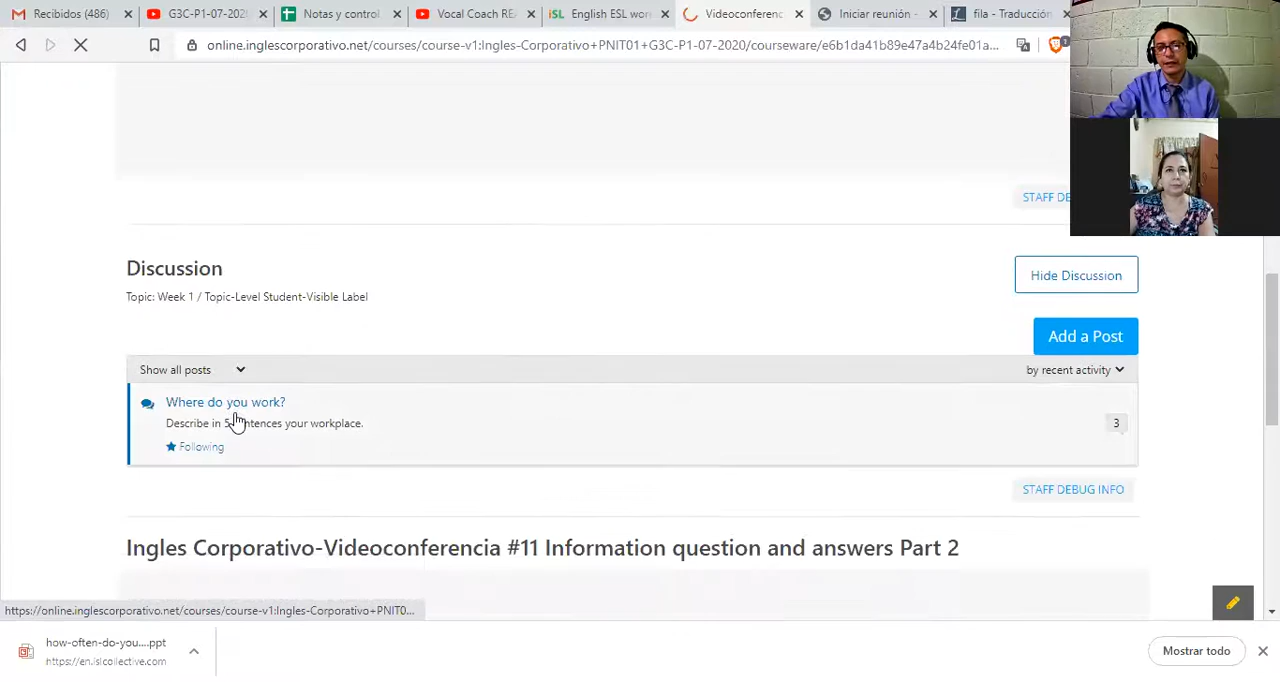 Recibidos (486)
G3C-P1-07-202
Notas y control
Vocal Coach RE
iSL English ESL wor
Videoconferenc
Iniciar reunión -
fila - Traducción
online.inglescorporativo.net/courses/course-v1:Ingles-Corporativo+PNIT01+G3C-P1-07-2020/courseware/e6b1da41b89e47a4b24fe01a...
STAFF DE
Discussion
Hide Discussion
Topic: Week 1 / Topic-Level Student-Visible Label
Add a Post
Show all posts
by recent activity
Where do you work?
Describe in 5 sentences your workplace.
3
Following
STAFF DEBUG INFO
Ingles Corporativo-Videoconferencia #11 Information question and answers Part 2
https://online.inglescorporativo.net/courses/course-v1:Ingles-Corporativo+PNIT0...
how-often-do-you....ppt
https://en.islcollective.com
Mostrar todo